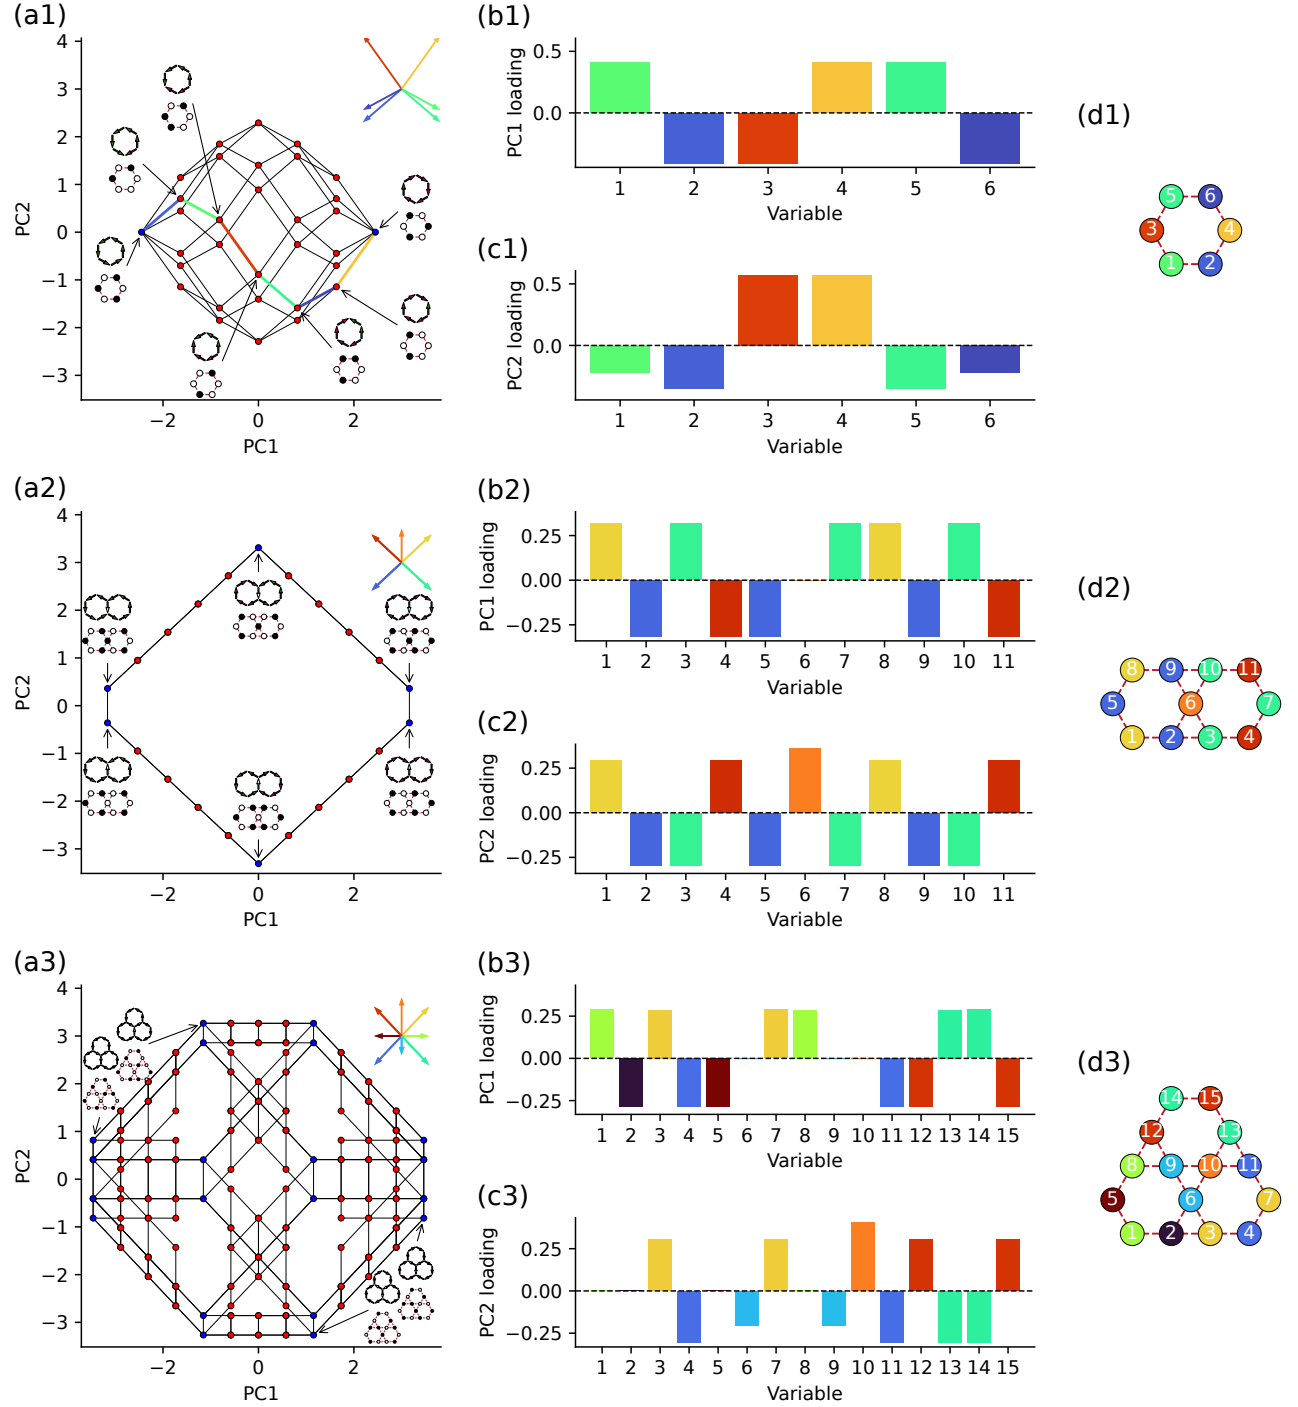 (a1)
4
3
2
1
0
−1
−2
−3
PC2
−2 0 2
PC1
(b1)
0.5
0.0
PC1 loading
1 2 3 4 5 6
Variable
(c1)
0.5
0.0
PC2 loading
1 2 3 4 5 6
Variable
(d1)
5 6
3 4
1 2
(a2)
4
3
2
1
0
−1
−2
−3
PC2
−2 0 2
PC1
(b2)
0.25
0.00
−0.25
PC1 loading
1 2 3 4 5 6 7 8 9 10 11
Variable
(c2)
0.25
0.00
−0.25
PC2 loading
1 2 3 4 5 6 7 8 9 10 11
Variable
(d2)
8 9 10 11
5 6 7
1 2 3 4
(a3)
4
3
2
1
0
−1
−2
−3
PC2
−2 0 2
PC1
(b3)
0.25
0.00
−0.25
PC1 loading
1 2 3 4 5 6 7 8 9 10 11 12 13 14 15
Variable
(c3)
0.25
0.00
−0.25
PC2 loading
1 2 3 4 5 6 7 8 9 10 11 12 13 14 15
Variable
(d3)
14 15
12 13
8 9 10 11
5 6 7
1 2 3 4